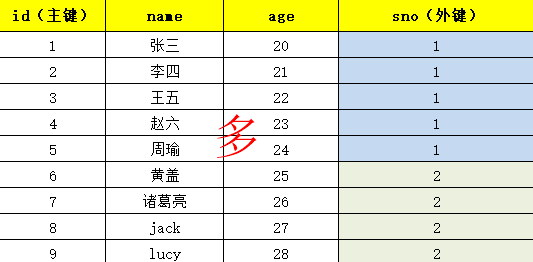 id（主键） name age sno（外键）
1 张三 20 1
2 李四 21 1
3 王五 22 1
4 赵六 23 1
多
5 周瑜 24 1
6 黄盖 25 2
7 诸葛亮 26 2
8 jack 27 2
9 lucy 28 2